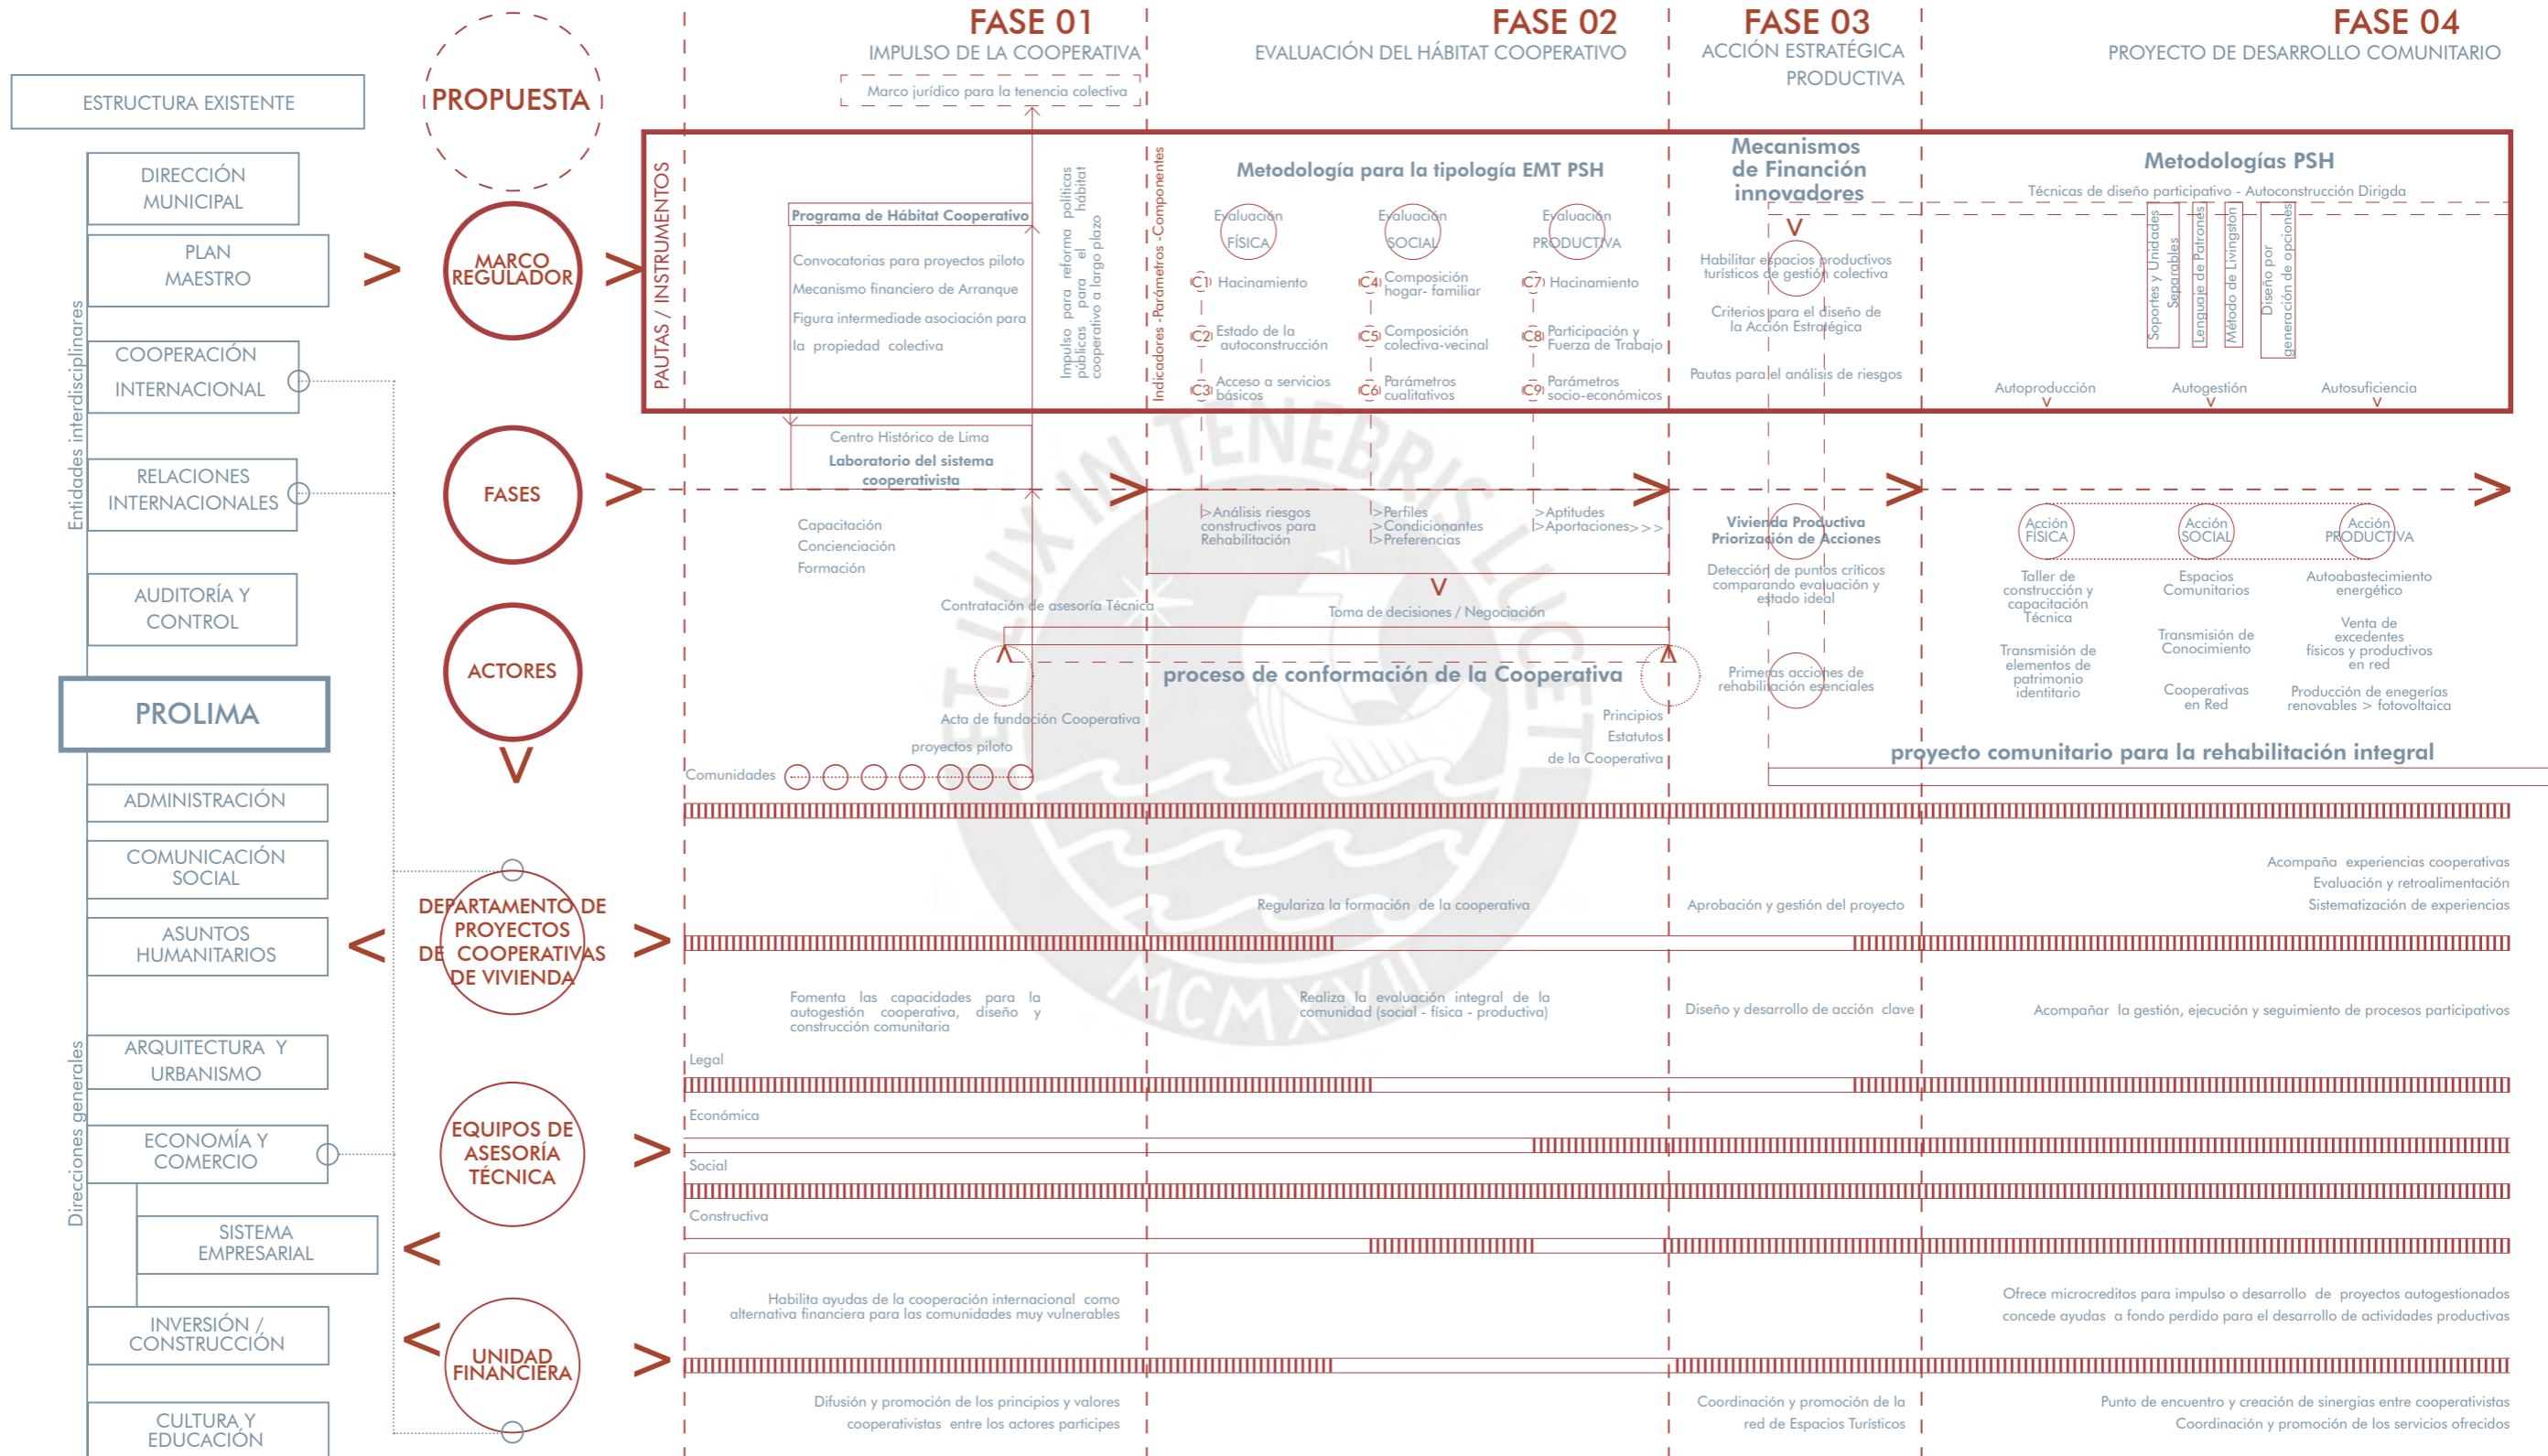 FASE 01
IMPULSO DE LA COOPERATIVA
FASE 02
EVALUACIÓN DEL HÁBITAT COOPERATIVO
FASE 03
ACCIÓN ESTRATÉGICA
PRODUCTIVA
FASE 04
PROYECTO DE DESARROLLO COMUNITARIO
ESTRUCTURA EXISTENTE
Entidades interdisciplinares
DIRECCIÓN
MUNICIPAL
PLAN
MAESTRO
COOPERACIÓN
INTERNACIONAL
RELACIONES
INTERNACIONALES
AUDITORÍA Y
CONTROL
PROLIMA
Direcciones generales
ADMINISTRACIÓN
COMUNICACIÓN
SOCIAL
ASUNTOS
HUMANITARIOS
ARQUITECTURA Y
URBANISMO
ECONOMÍA Y
COMERCIO
SISTEMA
EMPRESARIAL
INVERSIÓN /
CONSTRUCCIÓN
CULTURA Y
EDUCACIÓN
PROPUESTA
MARCO
REGULADOR
FASES
ACTORES
DEPARTAMENTO DE
PROYECTOS
DE COOPERATIVAS
DE VIVIENDA
EQUIPOS DE
ASESORÍA
TÉCNICA
UNIDAD
FINANCIERA
PAUTAS / INSTRUMENTOS
Marco jurídico para la tenencia colectiva
Programa de Hábitat Cooperativo
Convocatorias para proyectos piloto
Mecanismo financiero de Arranque
Figura intermediade asociación para
la propiedad colectiva
Impulso para reforma políticas
públicas para el hábitat
cooperativo a largo plazo
Centro Histórico de Lima
Laboratorio del sistema
cooperativista
Capacitación
Concienciación
Formación
Contratación de asesoría Técnica
Acta de fundación Cooperativa
proyectos piloto
Comunidades
Indicadores -Parámetros -Componentes
Metodología para la tipología EMT PSH
Evaluación
FÍSICA
Evaluación
SOCIAL
Evaluación
PRODUCTIVA
C1 Hacinamiento
C2 Estado de la
autoconstrucción
C3 Acceso a servicios
básicos
C4 Composición
hogar- familiar
C5 Composición
colectiva-vecinal
C6 Parámetros
cualitativos
C7 Hacinamiento
C8 Participación y
Fuerza de Trabajo
C9 Parámetros
socio-económicos
>Análisis riesgos
constructivos para
Rehabilitación
>Perfiles
>Condicionantes
>Preferencias
>Aptitudes
>Aportaciones>>>
Toma de decisiones / Negociación
proceso de conformación de la Cooperativa
Principios
Estatutos
de la Cooperativa
Mecanismos
de Financión
innovadores
Habilitar espacios productivos
turísticos de gestión colectiva
Criterios para el diseño de
la Acción Estratégica
Pautas para el análisis de riesgos
Vivienda Productiva
Priorización de Acciones
Detección de puntos críticos
comparando evaluación y
estado ideal
Primeras acciones de
rehabilitación esenciales
Metodologías PSH
Técnicas de diseño participativo - Autoconstrucción Dirigda
Soportes y Unidades
Separables
Lenguaje de Patrones
Método de Livingston
Diseño por
generación de opciones
Autoproducción
Autogestión
Autosuficiencia
Acción
FÍSICA
Acción
SOCIAL
Acción
PRODUCTIVA
Taller de
construcción y
capacitación
Técnica
Transmisión de
elementos de
patrimonio
identitario
Espacios
Comunitarios
Transmisión de
Conocimiento
Cooperativas
en Red
Autoabastecimiento
energético
Venta de
excedentes
físicos y productivos
en red
Producción de enegerías
renovables > fotovoltaica
proyecto comunitario para la rehabilitación integral
Regulariza la formación de la cooperativa
Aprobación y gestión del proyecto
Acompaña experiencias cooperativas
Evaluación y retroalimentación
Sistematización de experiencias
Fomenta las capacidades para la
autogestión cooperativa, diseño y
construcción comunitaria
Realiza la evaluación integral de la
comunidad (social - física - productiva)
Diseño y desarrollo de acción clave
Acompañar la gestión, ejecución y seguimiento de procesos participativos
Legal
Económica
Social
Constructiva
Habilita ayudas de la cooperación internacional como
alternativa financiera para las comunidades muy vulnerables
Ofrece microcreditos para impulso o desarrollo de proyectos autogestionados
concede ayudas a fondo perdido para el desarrollo de actividades productivas
Difusión y promoción de los principios y valores
cooperativistas entre los actores participes
Coordinación y promoción de la
red de Espacios Turísticos
Punto de encuentro y creación de sinergias entre cooperativistas
Coordinación y promoción de los servicios ofrecidos
ET LUX IN TENEBRIS LUCET
MCMXVII